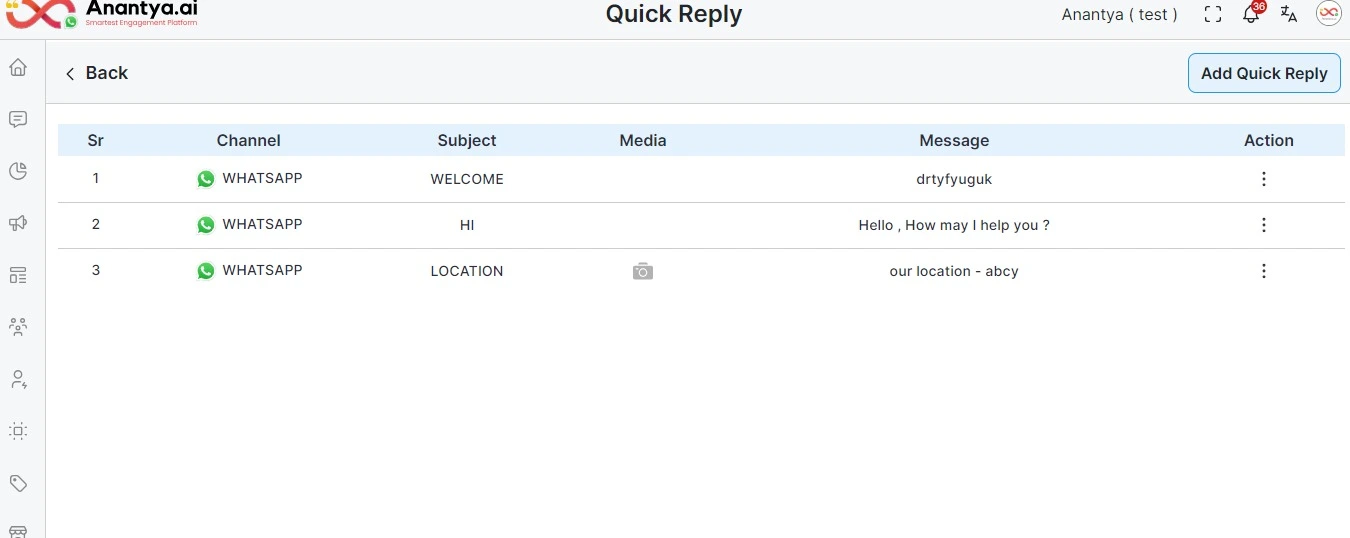 Anantya.ai
Smartest Engagement Platform
Quick Reply
Anantya ( test )
36
Back
Add Quick Reply
Sr Channel Subject Media Message Action
1 WHATSAPP WELCOME drtyfyuguk
2 WHATSAPP HI Hello , How may I help you ?
3 WHATSAPP LOCATION our location - abcy